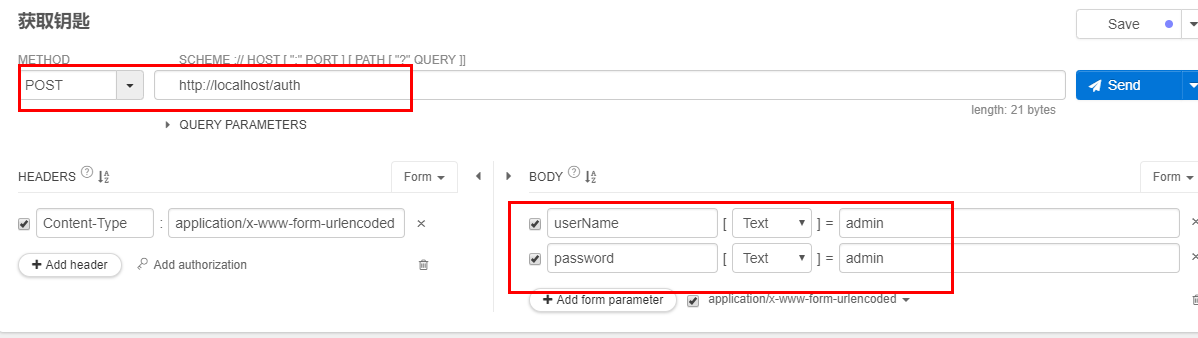 获取钥匙
Save
METHOD
SCHEME :// HOST [ ":" PORT ] [ PATH [ "?" QUERY ]]
POST
http://localhost/auth
Send
length: 21 bytes
QUERY PARAMETERS
HEADERS ? Form
BODY ? Form
Content-Type : application/x-www-form-urlencoded ×
userName [ Text ] = admin ×
password [ Text ] = admin ×
+ Add header Add authorization
+ Add form parameter application/x-www-form-urlencoded